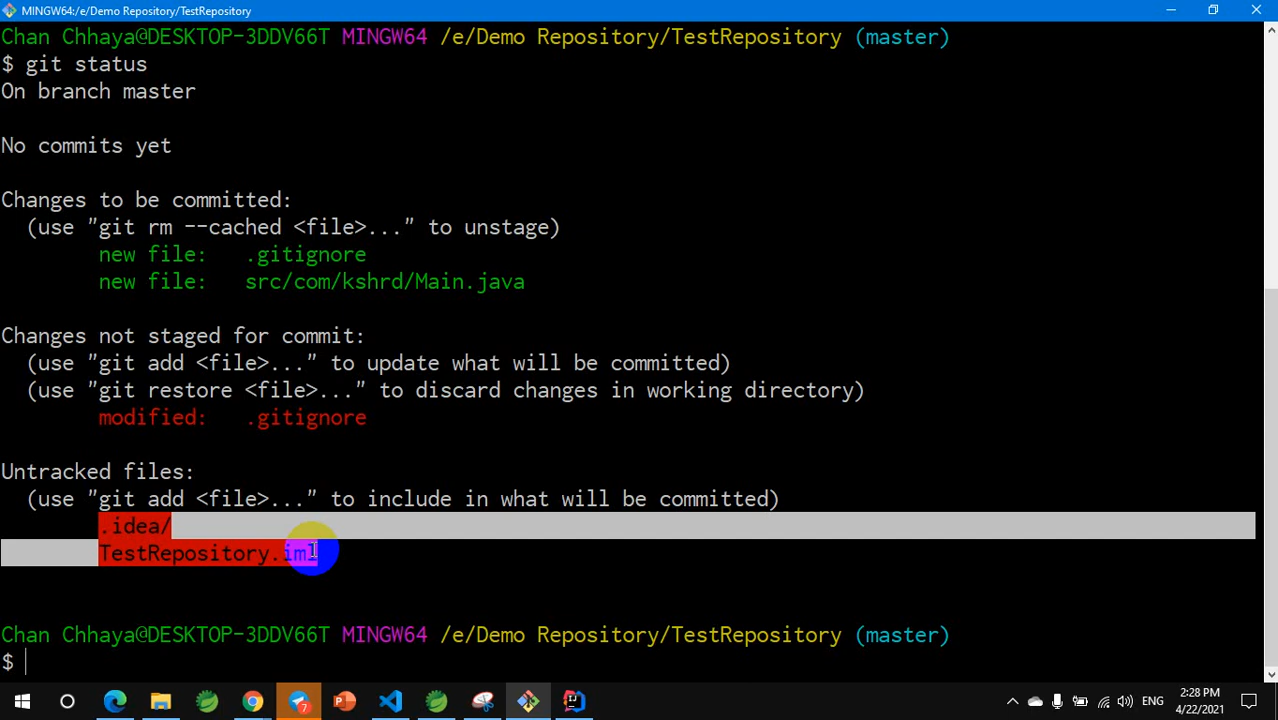 MINGW64:/e/Demo Repository/TestRepository
Chan Chhaya@DESKTOP-3DDV66T MINGW64 /e/Demo Repository/TestRepository (master)
$ git status
On branch master
No commits yet
Changes to be committed:
(use "git rm --cached <file>..." to unstage)
new file: .gitignore
new file: src/com/kshrd/Main.java
Changes not staged for commit:
(use "git add <file>..." to update what will be committed)
(use "git restore <file>..." to discard changes in working directory)
modified: .gitignore
Untracked files:
(use "git add <file>..." to include in what will be committed)
.idea/
TestRepository.iml
Chan Chhaya@DESKTOP-3DDV66T MINGW64 /e/Demo Repository/TestRepository (master)
$
7
ENG
2:28 PM
4/22/2021